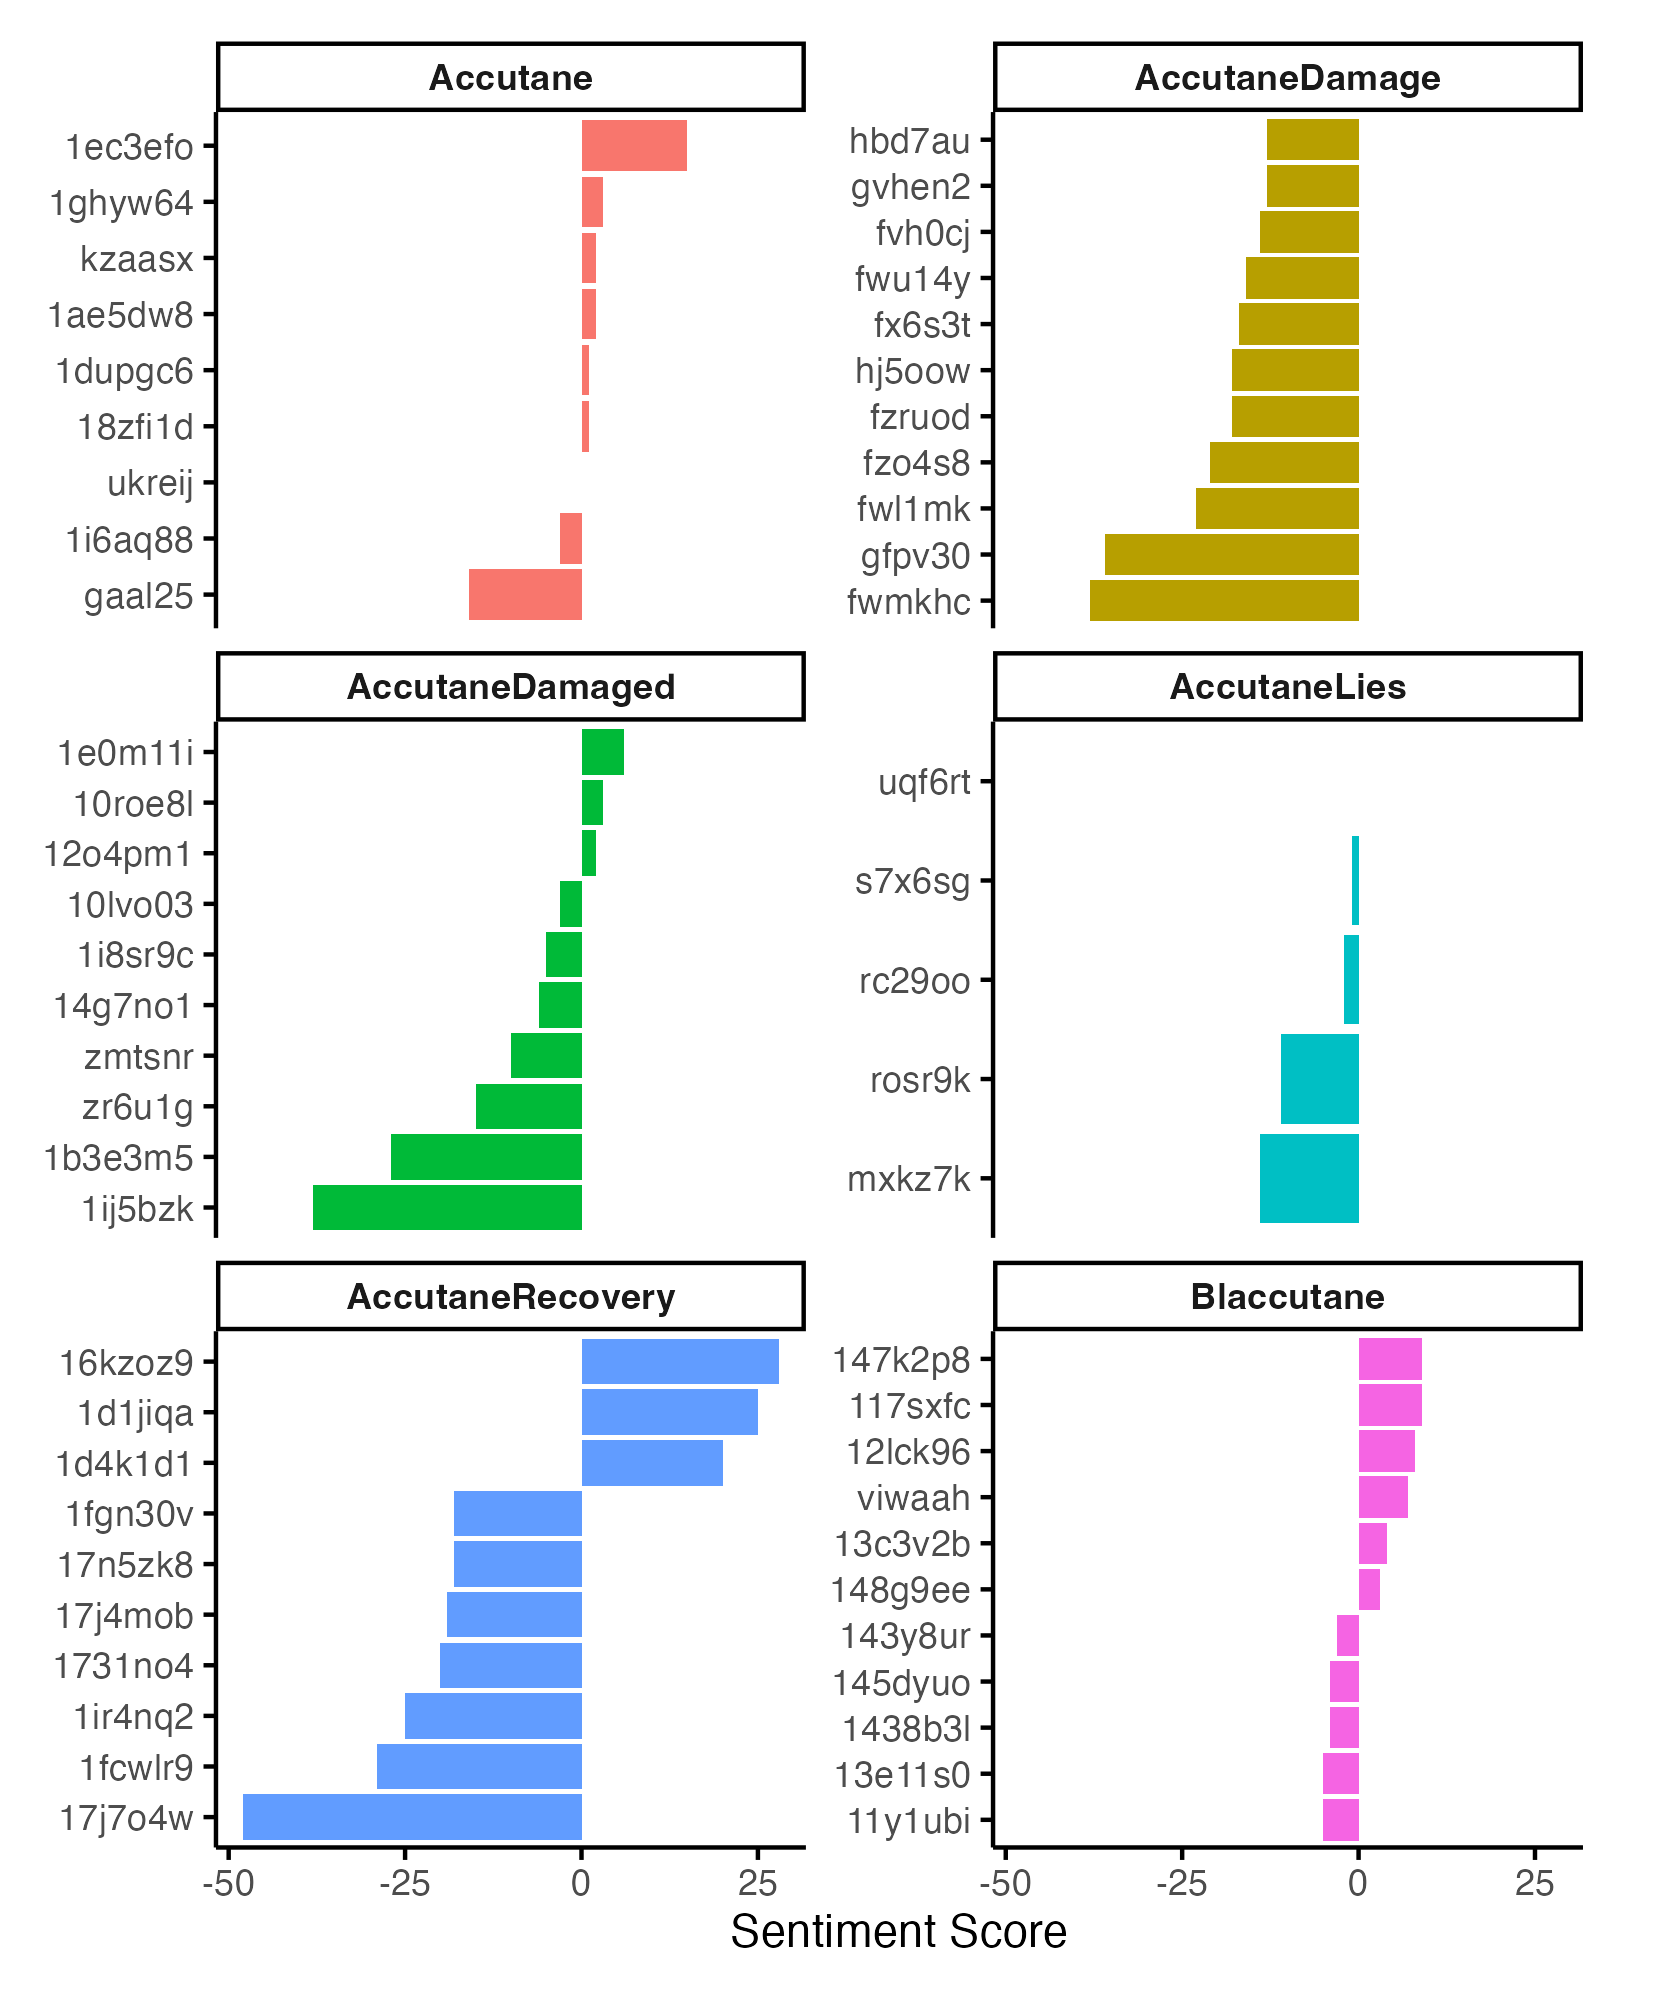 Accutane
1ec3efo
1ghyw64
kzaasx
1ae5dw8
1dupgc6
18zfi1d
ukreij
1i6aq88
gaal25
AccutaneDamage
hbd7au
gvhen2
fvh0cj
fwu14y
fx6s3t
hj5oow
fzruod
fzo4s8
fwl1mk
gfpv30
fwmkhc
AccutaneDamaged
1e0m11i
10roe8l
12o4pm1
10lvo03
1i8sr9c
14g7no1
zmtsnr
zr6u1g
1b3e3m5
1ij5bzk
AccutaneLies
uqf6rt
s7x6sg
rc29oo
rosr9k
mxkz7k
AccutaneRecovery
16kzoz9
1d1jiqa
1d4k1d1
1fgn30v
17n5zk8
17j4mob
1731no4
1ir4nq2
1fcwlr9
17j7o4w
-50 -25 0 25
Blaccutane
147k2p8
117sxfc
12lck96
viwaah
13c3v2b
148g9ee
143y8ur
145dyuo
1438b3l
13e11s0
11y1ubi
-50 -25 0 25
Sentiment Score